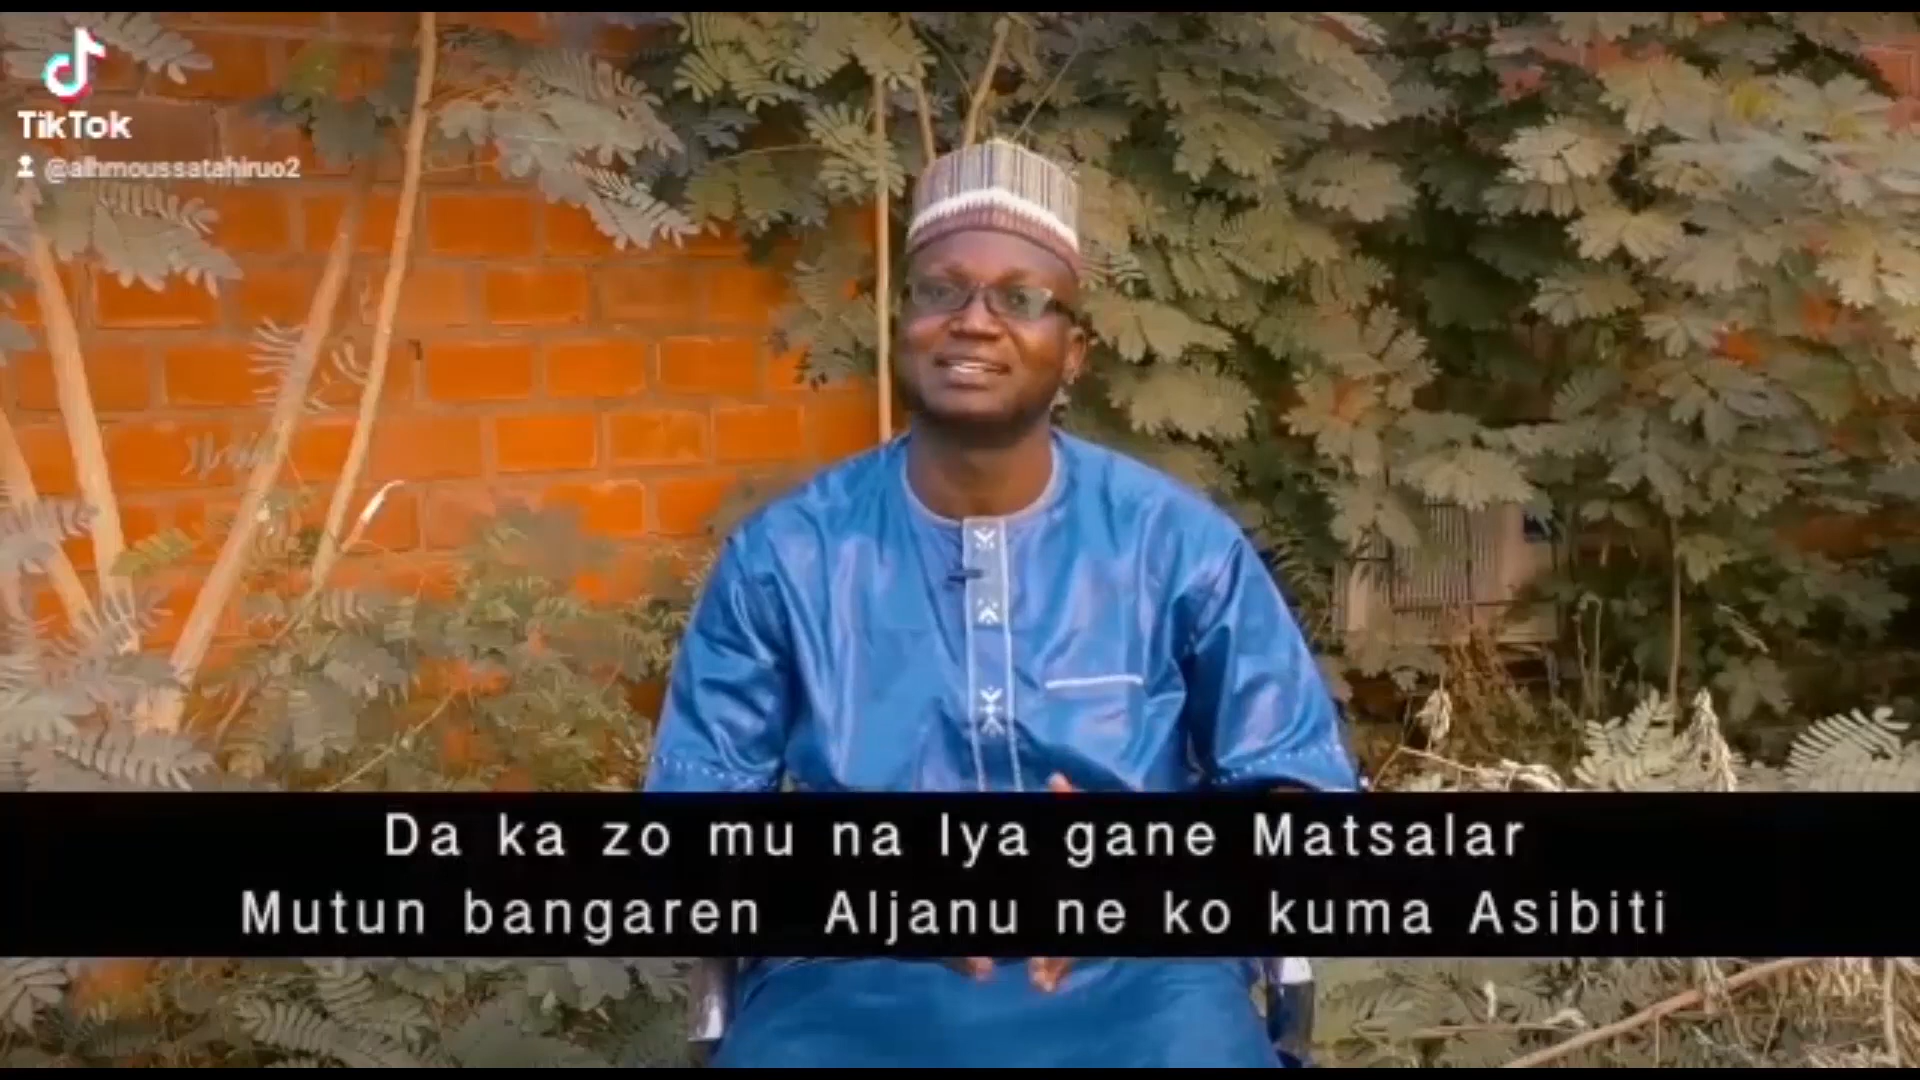 TikTok
@alhmoussatahiruo2
Da ka zo mu na Iya gane Matsalar
Mutun bangaren Aljanu ne ko kuma Asibiti